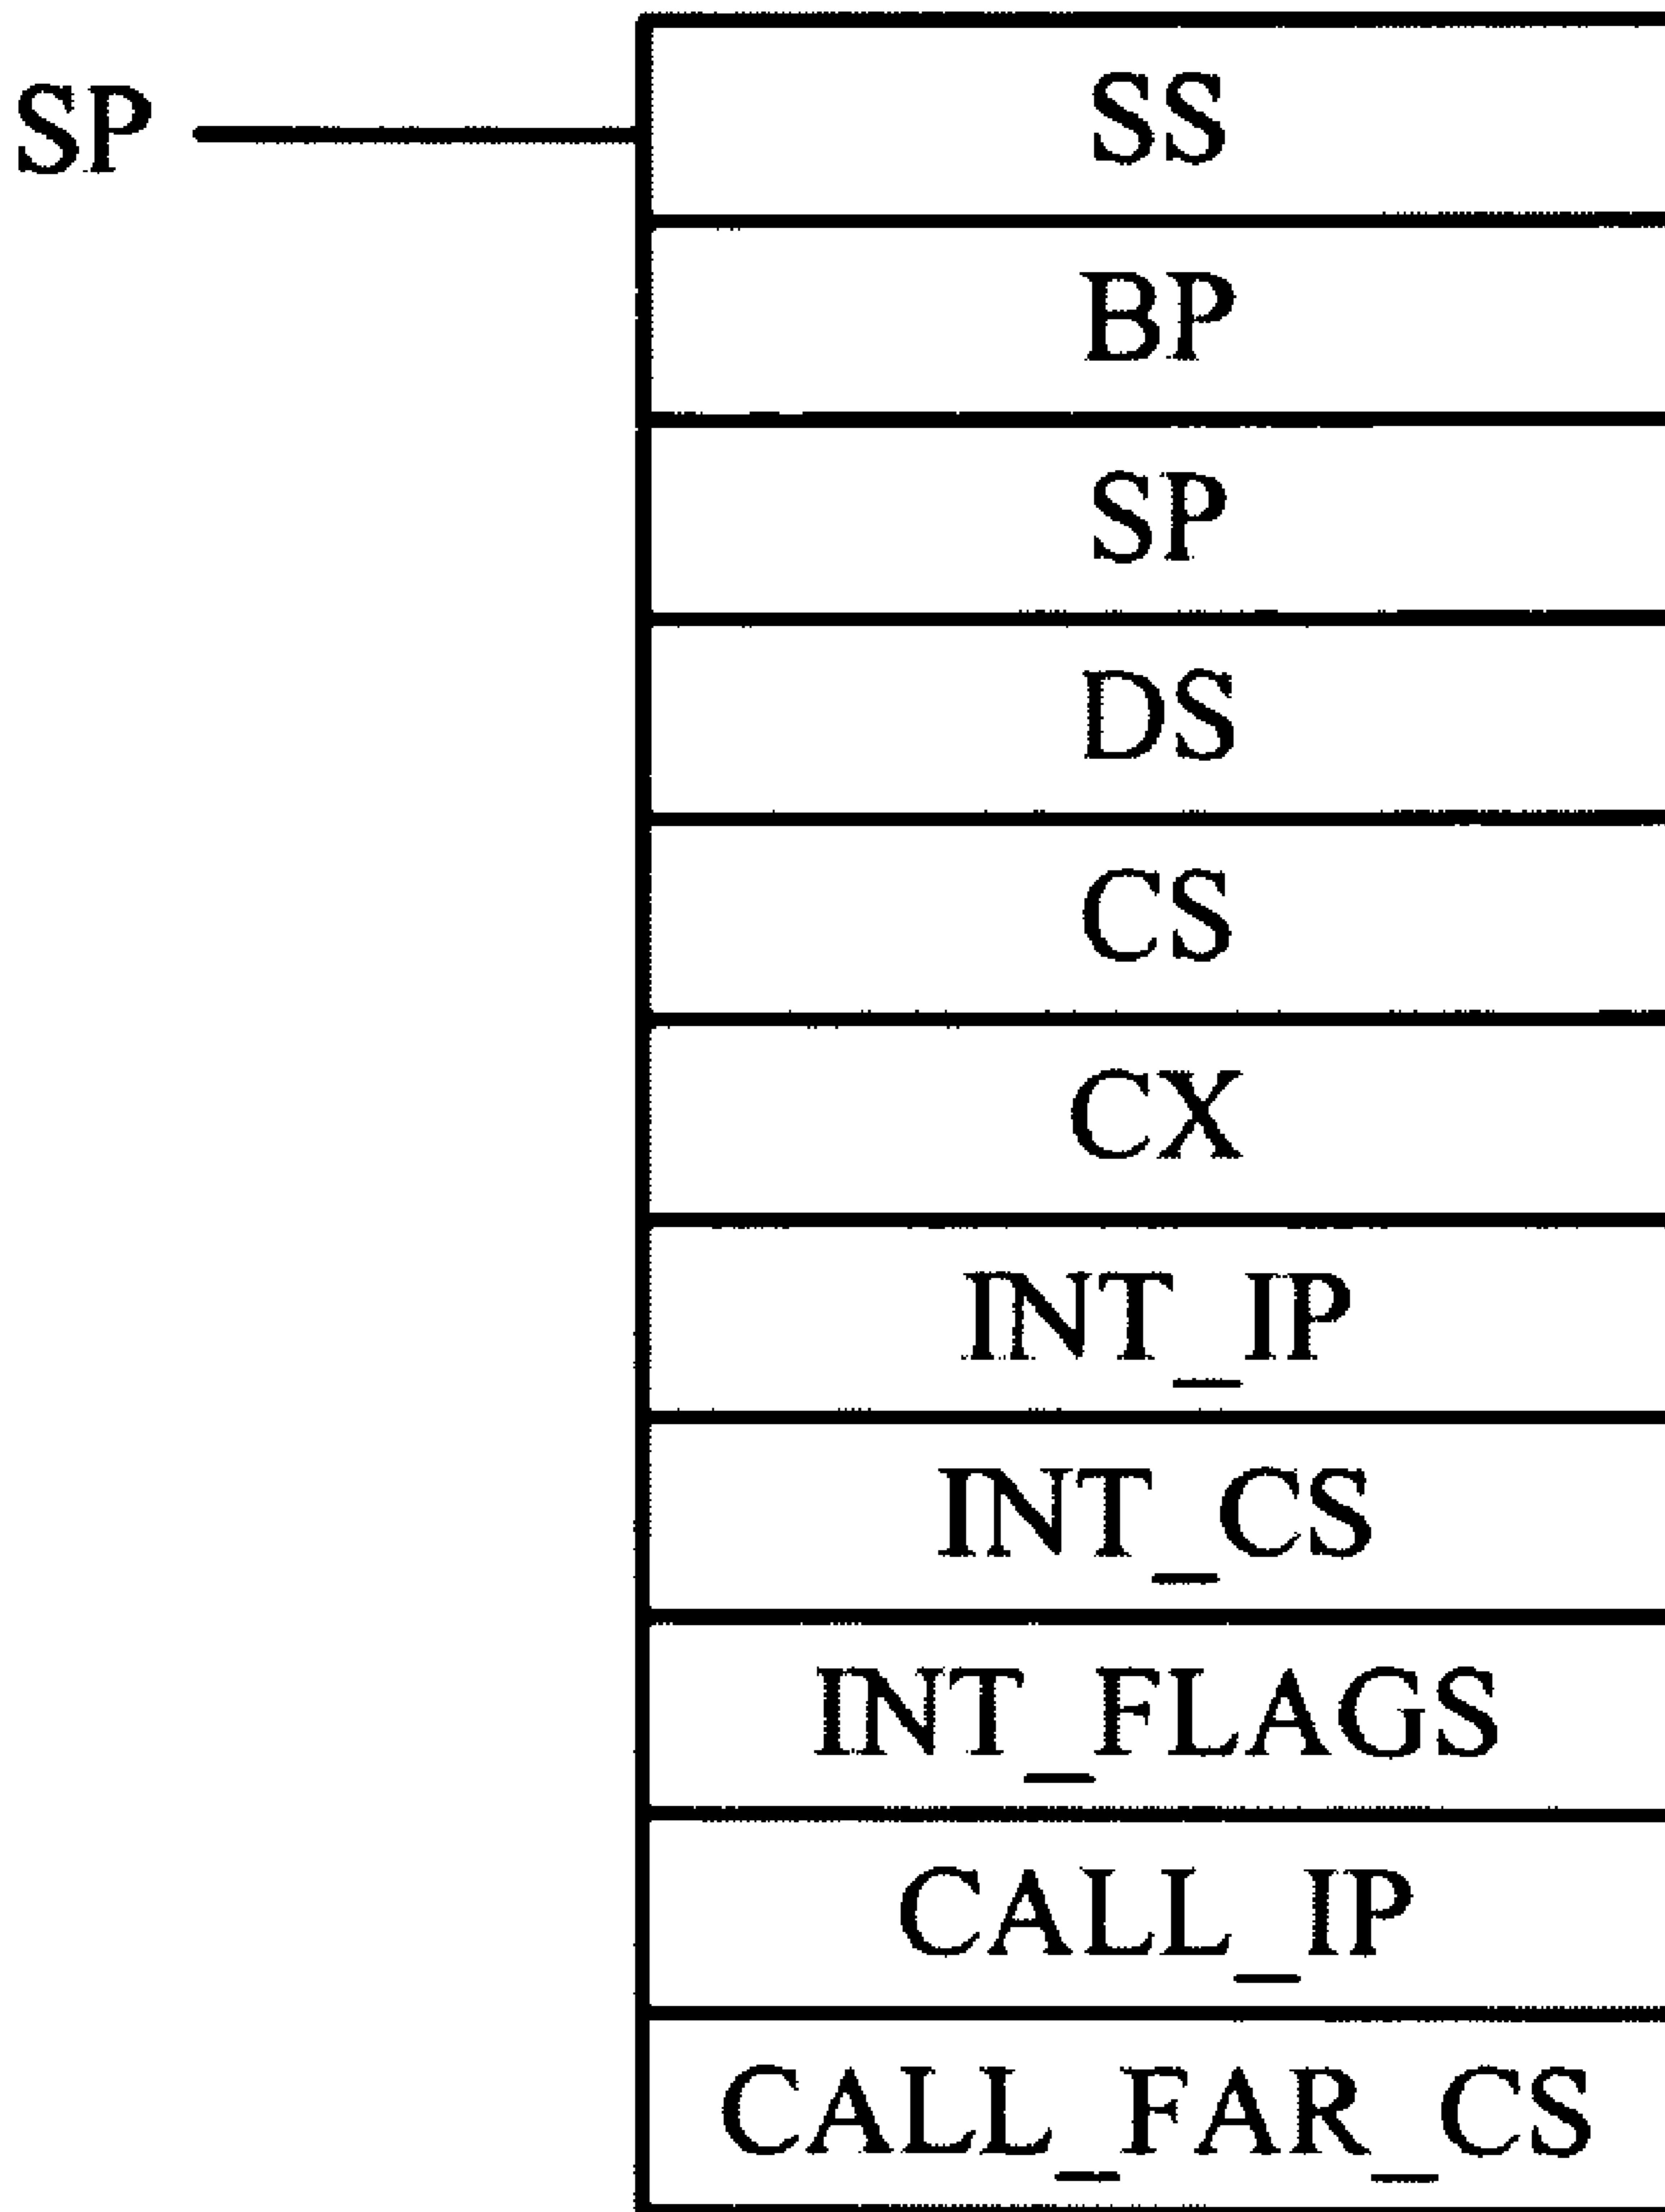 SP
SS
BP
SP
DS
CS
CX
INT_IP
INT_CS
INT_FLAGS
CALL_IP
CALL_FAR_CS